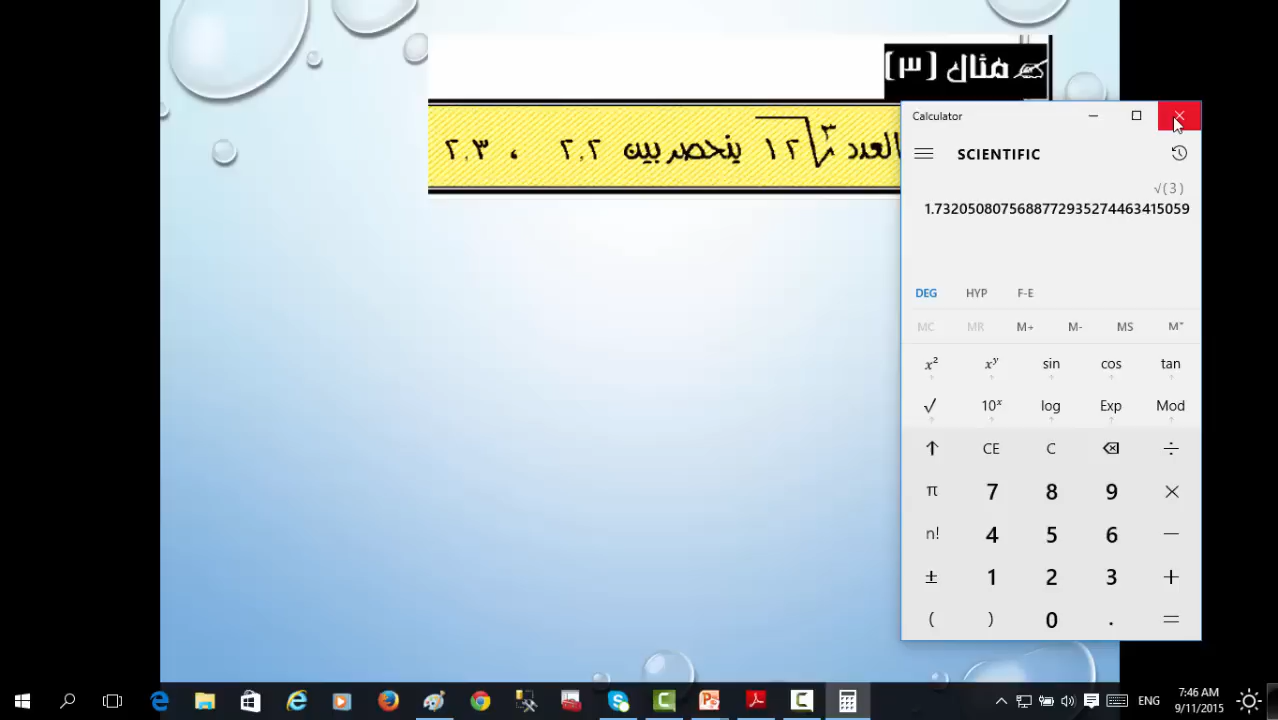 مثال [٣]
العدد ∛١٢ ينحصر بين ٢,٢ ، ٢,٣
Calculator
SCIENTIFIC
√(3)
1.7320508075688772935274463415059
DEG HYP F-E
MC MR M+ M- MS M˅
x² xʸ sin cos tan
√ 10ˣ log Exp Mod
↑ CE C ⌫ ÷
π 7 8 9 ×
n! 4 5 6 −
± 1 2 3 +
( ) 0 . =
ENG
7:46 AM
9/11/2015